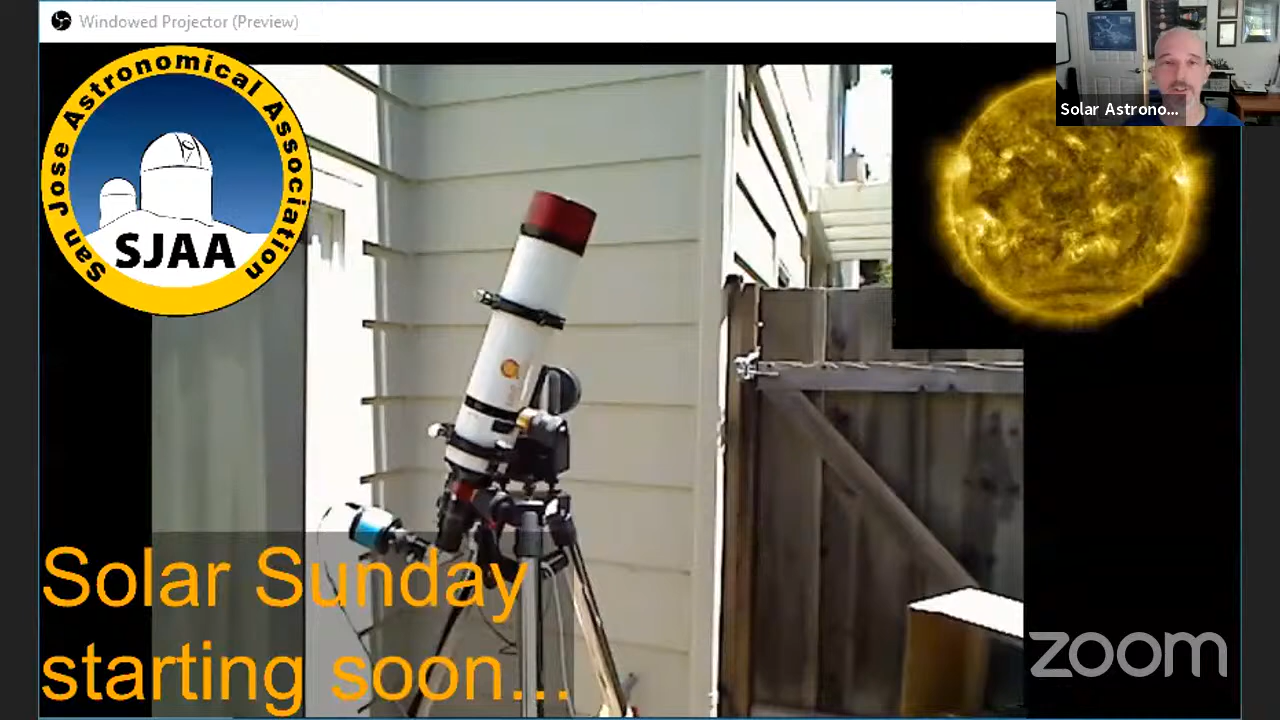 Windowed Projector (Preview)
San Jose Astronomical Association
SJAA
Solar Astrono...
Solar Sunday
starting soon...
zoom